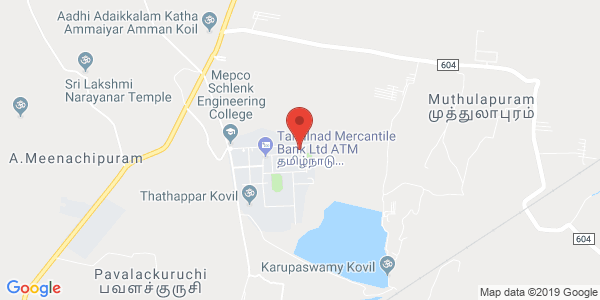 Aadhi Adaikkalam Katha
Ammaiyar Amman Koil
604
Mepco
Schlenk
Engineering
College
Sri Lakshmi
Narayanar Temple
Muthulapuram
முத்துலாபுரம்
Tamilnad Mercantile
Bank Ltd ATM
தமிழ்நாடு...
A.Meenachipuram
Thathappar Kovil
604
Karupaswamy Kovil
Pavalackuruchi
பவளச்குருசி
Google
Map data ©2019 Google